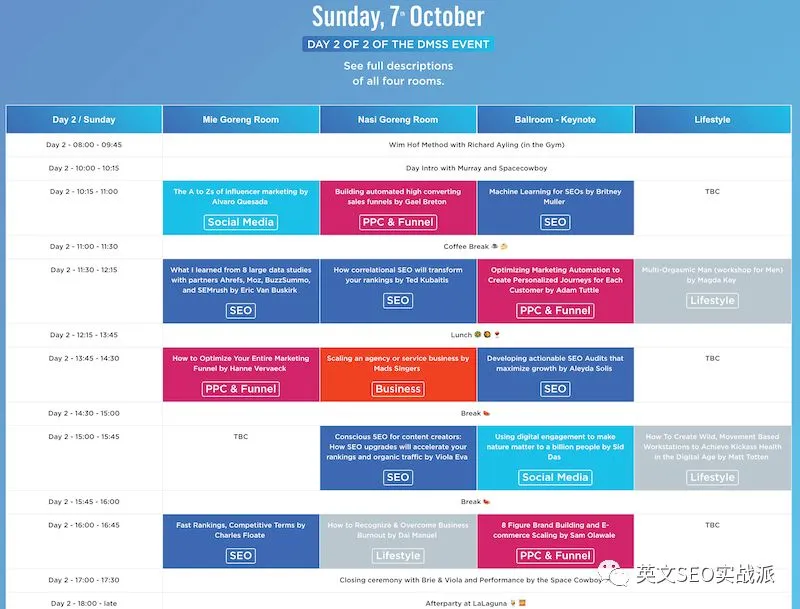 Sunday, 7th October
DAY 2 OF 2 OF THE DMSS EVENT
See full descriptions
of all four rooms.
Day 2 / Sunday
Mie Goreng Room
Nasi Goreng Room
Ballroom - Keynote
Lifestyle
Day 2 - 08:00 - 09:45
Wim Hof Method with Richard Ayling (in the Gym)
Day 2 - 10:00 - 10:15
Day Intro with Murray and Spacecowboy
Day 2 - 10:15 - 11:00
The A to Zs of influencer marketing by
Alvaro Quesada
Social Media
Building automated high converting
sales funnels by Gael Breton
PPC & Funnel
Machine Learning for SEOs by Britney
Muller
SEO
TBC
Day 2 - 11:00 - 11:30
Coffee Break
Day 2 - 11:30 - 12:15
What I learned from 8 large data studies
with partners Ahrefs, Moz, BuzzSummo,
and SEMrush by Eric Van Buskirk
SEO
How correlational SEO will transform
your rankings by Ted Kubaitis
SEO
Optimizing Marketing Automation to
Create Personalized Journeys for Each
Customer by Adam Tuttle
PPC & Funnel
Multi-Orgasmic Man (workshop for Men)
by Magda Kay
Lifestyle
Day 2 - 12:15 - 13:45
Lunch
Day 2 - 13:45 - 14:30
How to Optimize Your Entire Marketing
Funnel by Hanne Vervaeck
PPC & Funnel
Scaling an agency or service business by
Mads Singers
Business
Developing actionable SEO Audits that
maximize growth by Aleyda Solis
SEO
TBC
Day 2 - 14:30 - 15:00
Break
Day 2 - 15:00 - 15:45
TBC
Conscious SEO for content creators:
How SEO upgrades will accelerate your
rankings and organic traffic by Viola Eva
SEO
Using digital engagement to make
nature matter to a billion people by Sid
Das
Social Media
How To Create Wild, Movement Based
Workstations to Achieve Kickass Health
in the Digital Age by Matt Totten
Lifestyle
Day 2 - 15:45 - 16:00
Break
Day 2 - 16:00 - 16:45
Fast Rankings, Competitive Terms by
Charles Floate
SEO
How to Recognize & Overcome Business
Burnout by Dai Manuel
Lifestyle
8 Figure Brand Building and E-
commerce Scaling by Sam Olawale
PPC & Funnel
TBC
Day 2 - 17:00 - 17:30
Closing ceremony with Brie & Viola and Performance by the Space Cowboy
Day 2 - 18:00 - late
Afterparty at LaLaguna
英文SEO实战派